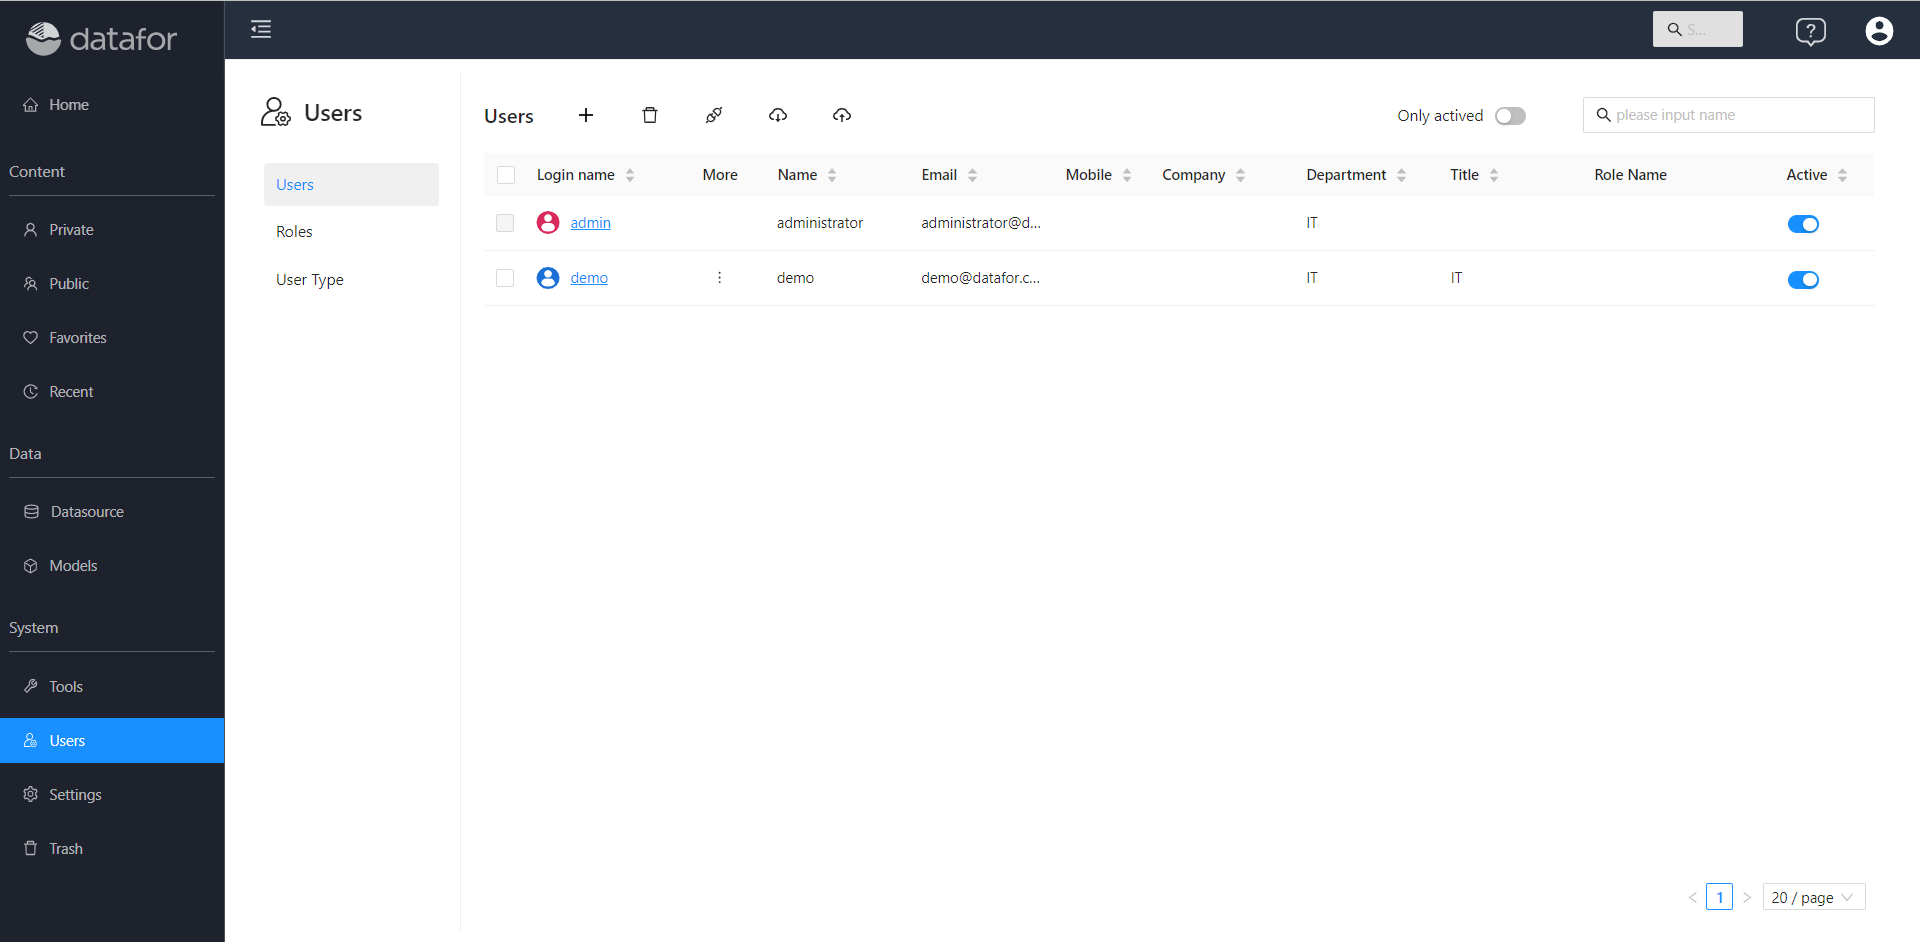 datafor
S...
?
Home
Content
Private
Public
Favorites
Recent
Data
Datasource
Models
System
Tools
Users
Settings
Trash
Users
Users
Roles
User Type
Users
Only actived
please input name
Login name More Name Email Mobile Company Department Title Role Name Active
admin administrator administrator@d... IT
demo demo demo@datafor.c... IT IT
< 1 > 20 / page